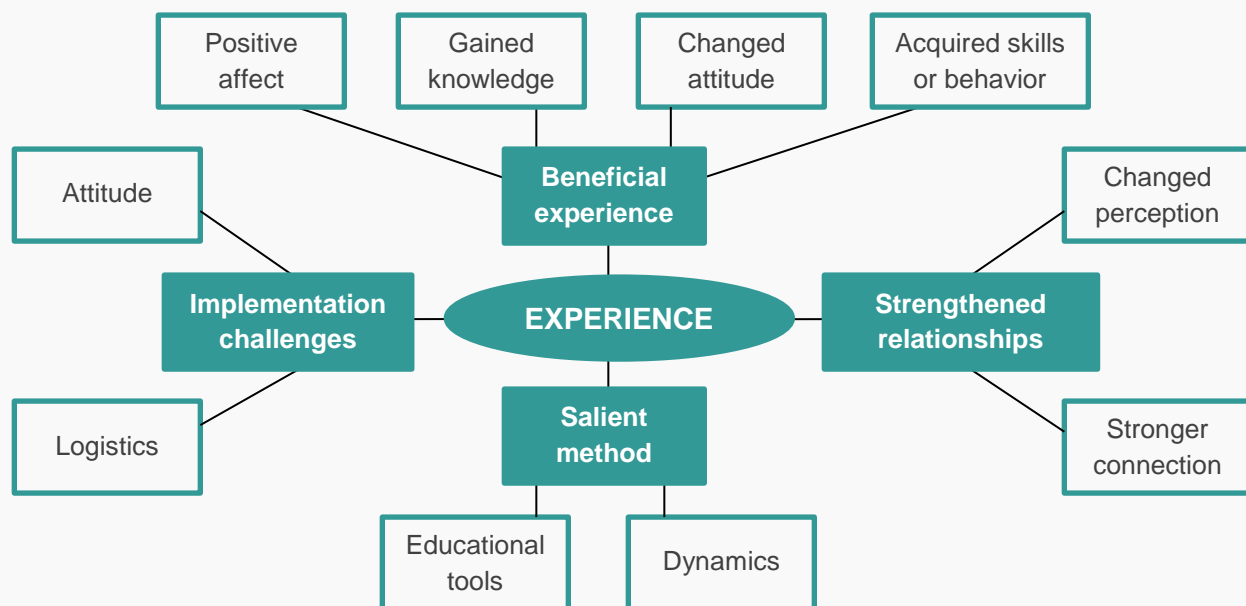 Positive
affect
Gained
knowledge
Changed
attitude
Acquired skills
or behavior
Attitude
Beneficial
experience
Changed
perception
Implementation
challenges
EXPERIENCE
Strengthened
relationships
Logistics
Salient
method
Stronger
connection
Educational
tools
Dynamics